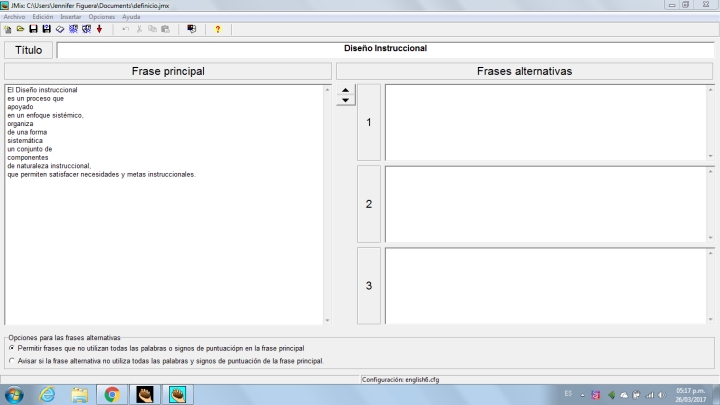 JMix: C:\Users\Jennifer Figuera\Documents\definicio.jmx
Archivo Edición Insertar Opciones Ayuda
Título
Diseño Instruccional
Frase principal
Frases alternativas
El Diseño instruccional
es un proceso que
apoyado
en un enfoque sistémico,
organiza
de una forma
sistemática
un conjunto de
componentes
de naturaleza instruccional,
que permiten satisfacer necesidades y metas instruccionales.
1
2
3
Opciones para las frases alternativas
Permitir frases que no utilizan todas las palabras o signos de puntuaciópn en la frase principal
Avisar si la frase alternativa no utiliza todas las palabras y signos de puntuación de la frase principal.
Configuración: english6.cfg
ES
05:17 p.m.
26/03/2017